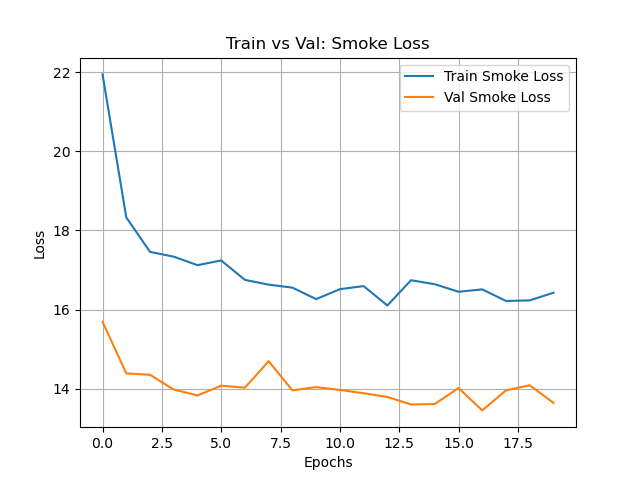 Train vs Val: Smoke Loss
Train Smoke Loss
Val Smoke Loss
Loss
22
20
18
16
14
0.0 2.5 5.0 7.5 10.0 12.5 15.0 17.5
Epochs